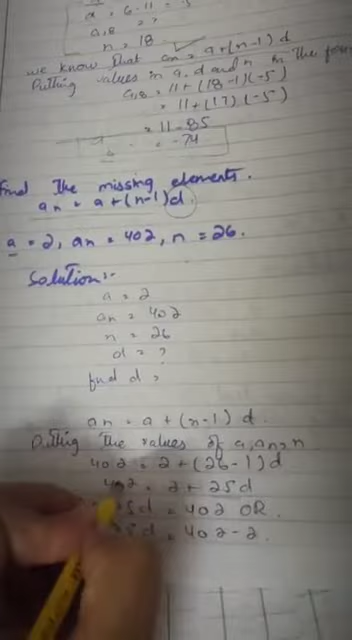 d = 6-11 = -5
a18 = ?
n = 18
we know that an = a+(n-1)d
Putting values in a, d and n in the form
a18 = 11+(18-1)(-5)
= 11+(17)(-5)
= 11-85
= -74
Find The missing elements.
an = a+(n-1)d.
a = 2, an = 402, n = 26.
Solution:-
a = 2
an = 402
n = 26
d = ?
find d =
an = a+(n-1) d.
Putting The values of a, an, n
402 = 2+(26-1)d
402 = 2+25d
25d = 402 OR
25d = 402-2.